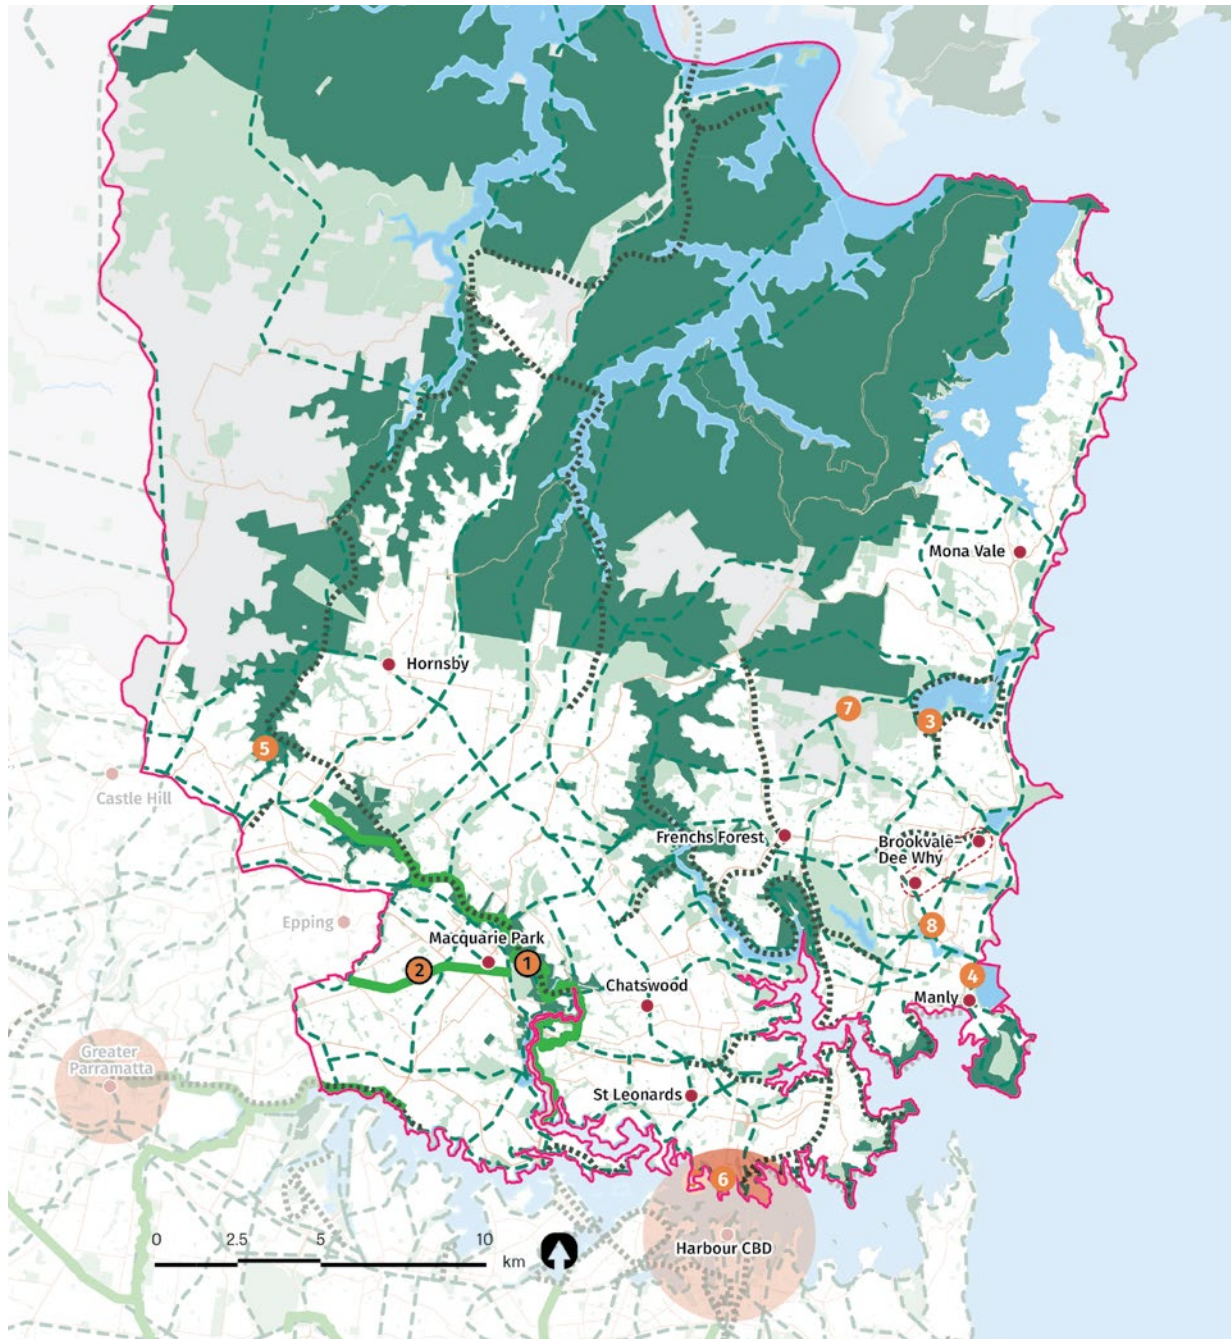 Mona Vale
Hornsby
7
3
5
Castle Hill
Frenchs Forest
Brookvale–
Dee Why
Epping
8
Macquarie Park
2
1
4
Chatswood
Manly
Greater
Parramatta
St Leonards
6
0
2.5
5
10
km
Harbour CBD